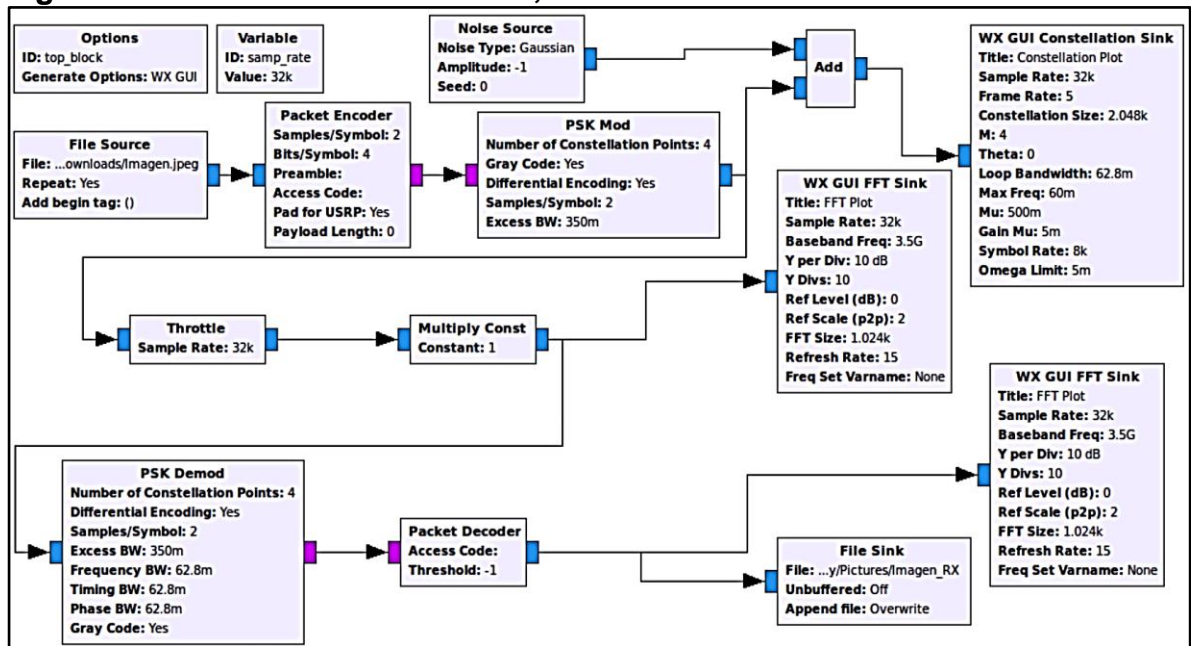 Options
ID: top_block
Generate Options: WX GUI
Variable
ID: samp_rate
Value: 32k
Noise Source
Noise Type: Gaussian
Amplitude: -1
Seed: 0
Add
WX GUI Constellation Sink
Title: Constellation Plot
Sample Rate: 32k
Frame Rate: 5
Constellation Size: 2.048k
M: 4
Theta: 0
Loop Bandwidth: 62.8m
Max Freq: 60m
Mu: 500m
Gain Mu: 5m
Symbol Rate: 8k
Omega Limit: 5m
File Source
File: ...ownloads/Imagen.jpeg
Repeat: Yes
Add begin tag: ()
Packet Encoder
Samples/Symbol: 2
Bits/Symbol: 4
Preamble:
Access Code:
Pad for USRP: Yes
Payload Length: 0
PSK Mod
Number of Constellation Points: 4
Gray Code: Yes
Differential Encoding: Yes
Samples/Symbol: 2
Excess BW: 350m
WX GUI FFT Sink
Title: FFT Plot
Sample Rate: 32k
Baseband Freq: 3.5G
Y per Div: 10 dB
Y Divs: 10
Ref Level (dB): 0
Ref Scale (p2p): 2
FFT Size: 1.024k
Refresh Rate: 15
Freq Set Varname: None
Throttle
Sample Rate: 32k
Multiply Const
Constant: 1
WX GUI FFT Sink
Title: FFT Plot
Sample Rate: 32k
Baseband Freq: 3.5G
Y per Div: 10 dB
Y Divs: 10
Ref Level (dB): 0
Ref Scale (p2p): 2
FFT Size: 1.024k
Refresh Rate: 15
Freq Set Varname: None
PSK Demod
Number of Constellation Points: 4
Differential Encoding: Yes
Samples/Symbol: 2
Excess BW: 350m
Frequency BW: 62.8m
Timing BW: 62.8m
Phase BW: 62.8m
Gray Code: Yes
Packet Decoder
Access Code:
Threshold: -1
File Sink
File: ...y/Pictures/Imagen_RX
Unbuffered: Off
Append file: Overwrite